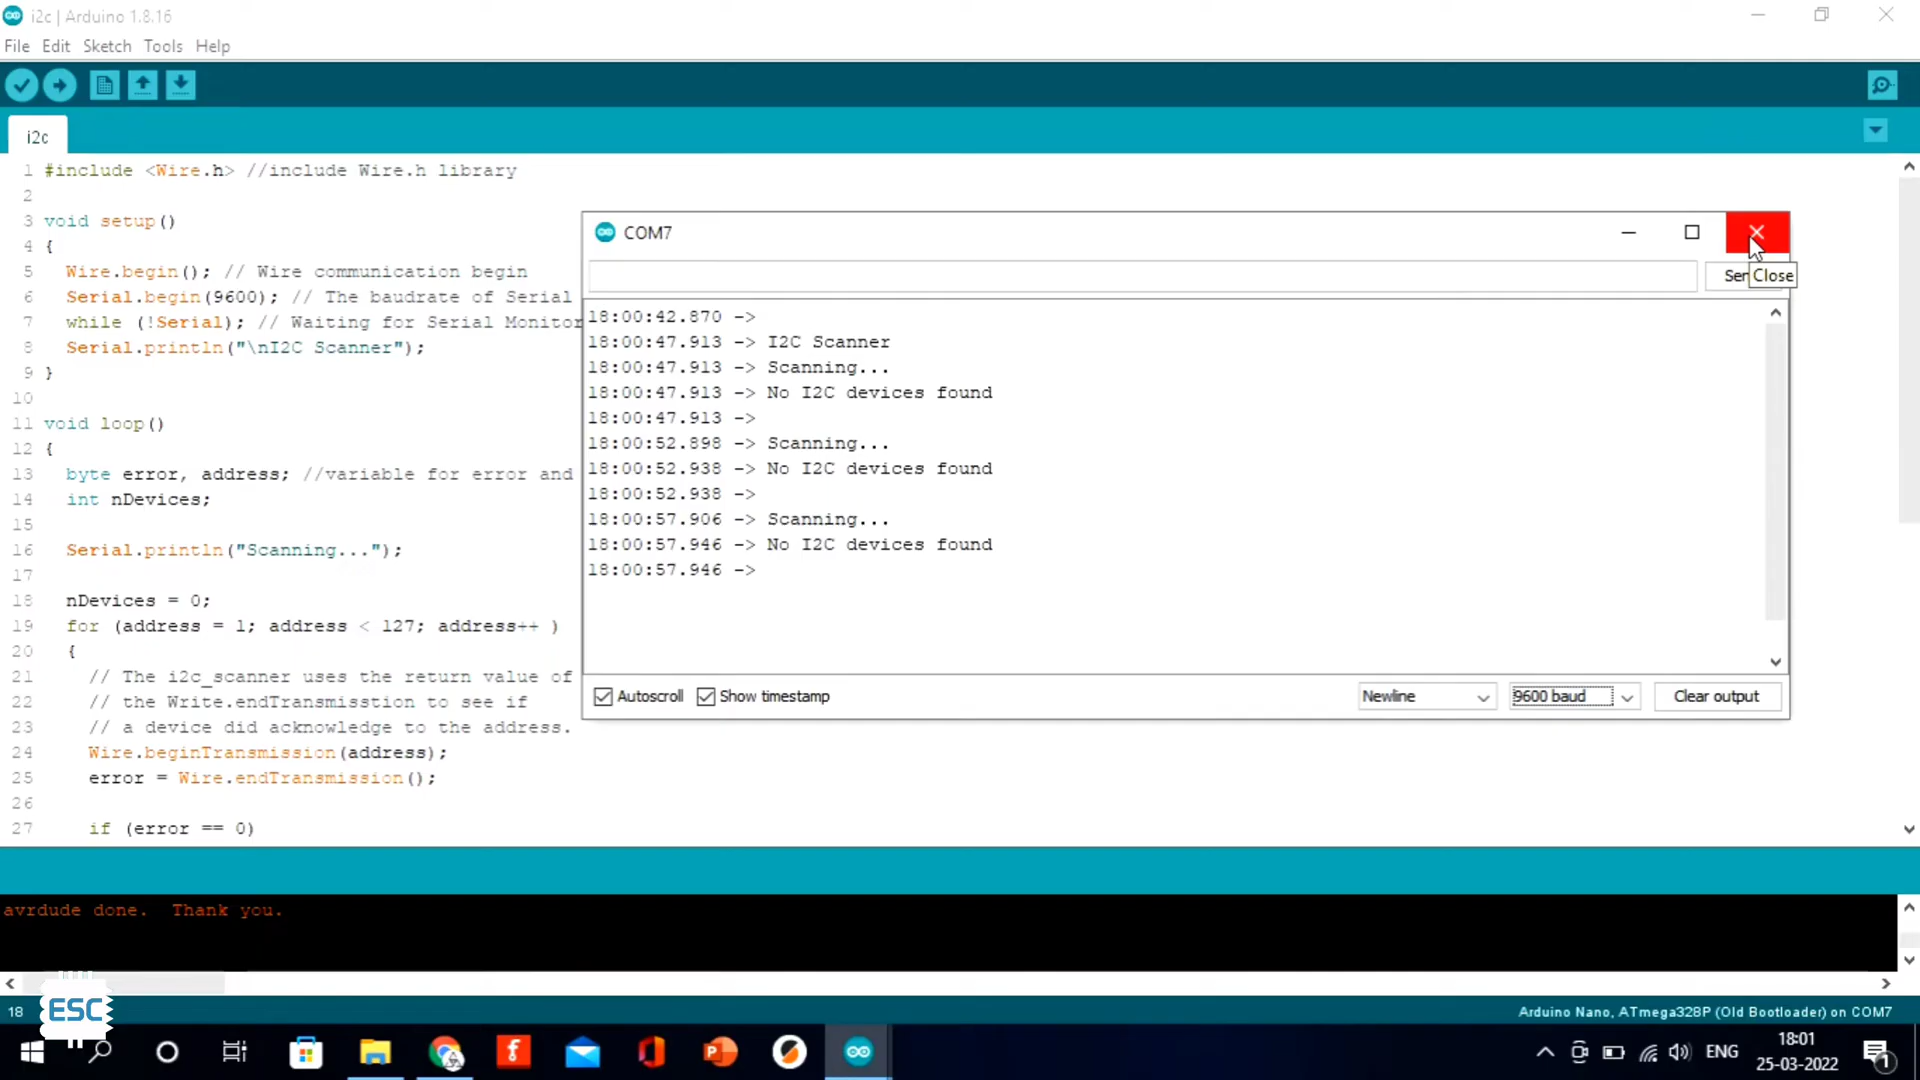 i2c | Arduino 1.8.16
File Edit Sketch Tools Help
i2c
1 #include <Wire.h> //include Wire.h library
2
3 void setup()
4 {
5 Wire.begin(); // Wire communication begin
6 Serial.begin(9600); // The baudrate of Serial
7 while (!Serial); // Waiting for Serial Monitor
8 Serial.println("\nI2C Scanner");
9 }
10
11 void loop()
12 {
13 byte error, address; //variable for error and
14 int nDevices;
15
16 Serial.println("Scanning...");
17
18 nDevices = 0;
19 for (address = 1; address < 127; address++ )
20 {
21 // The i2c_scanner uses the return value of
22 // the Write.endTransmisstion to see if
23 // a device did acknowledge to the address.
24 Wire.beginTransmission(address);
25 error = Wire.endTransmission();
26
27 if (error == 0)
COM7
Ser
Close
18:00:42.870 ->
18:00:47.913 -> I2C Scanner
18:00:47.913 -> Scanning...
18:00:47.913 -> No I2C devices found
18:00:47.913 ->
18:00:52.898 -> Scanning...
18:00:52.938 -> No I2C devices found
18:00:52.938 ->
18:00:57.906 -> Scanning...
18:00:57.946 -> No I2C devices found
18:00:57.946 ->
Autoscroll Show timestamp Newline 9600 baud Clear output
avrdude done. Thank you.
ESC
18 Arduino Nano, ATmega328P (Old Bootloader) on COM7
ENG
18:01
25-03-2022
1